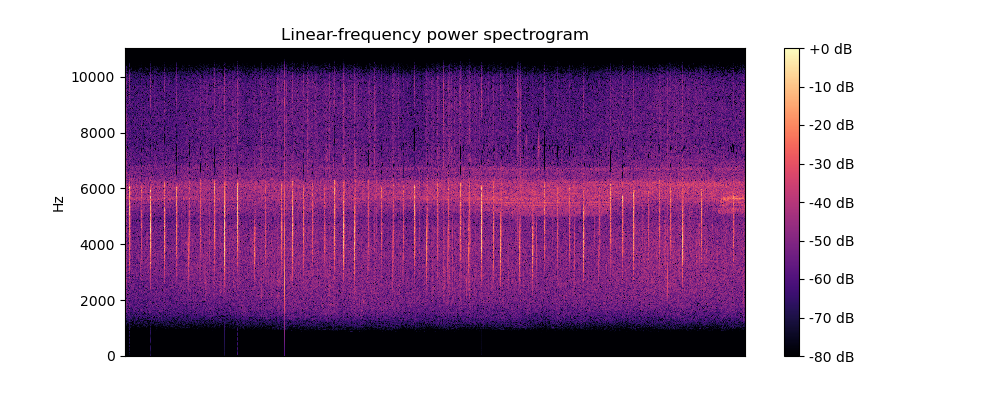 Linear-frequency power spectrogram
Hz
10000
8000
6000
4000
2000
0
+0 dB
-10 dB
-20 dB
-30 dB
-40 dB
-50 dB
-60 dB
-70 dB
-80 dB